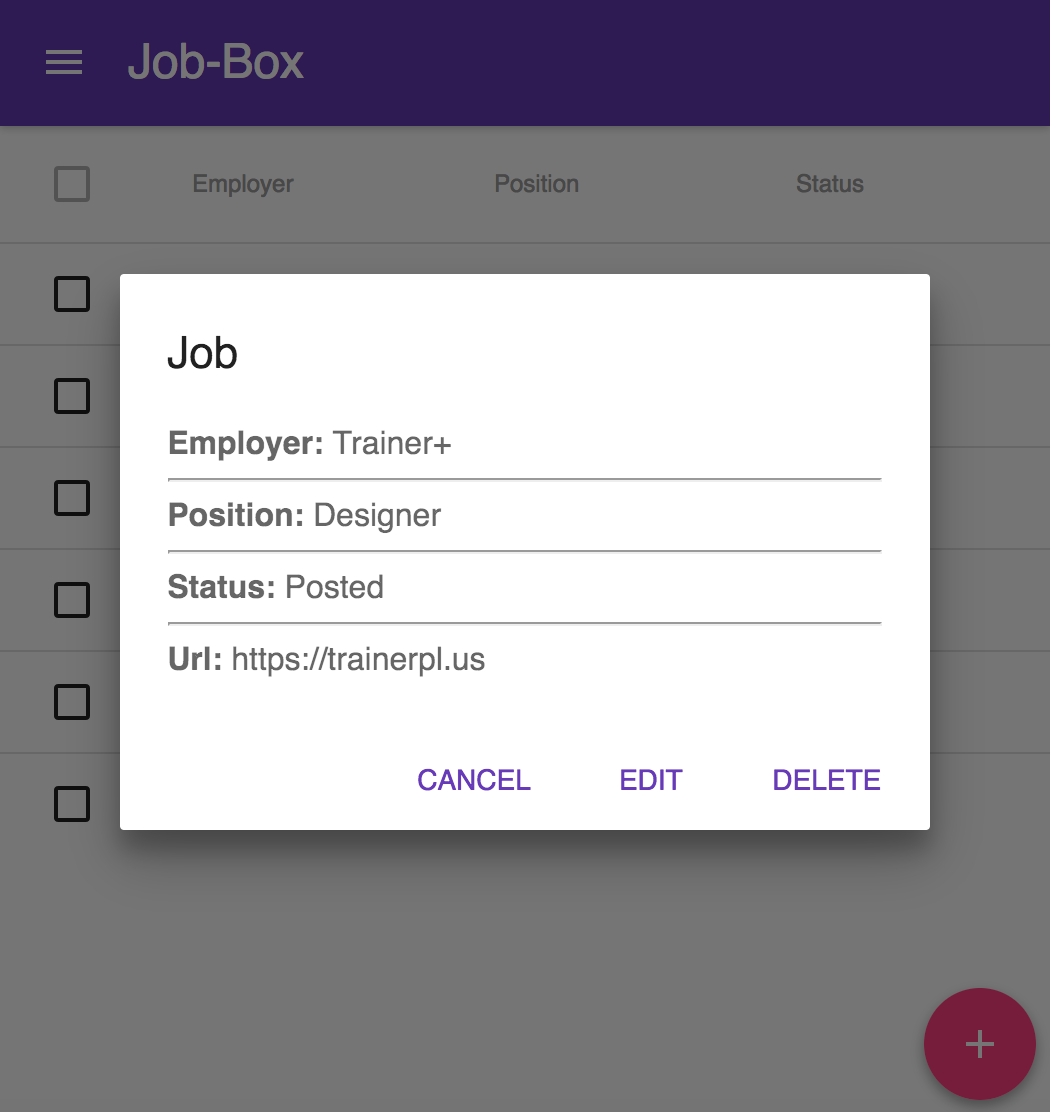 Job-Box
Employer Position Status
Job
Employer: Trainer+
Position: Designer
Status: Posted
Url: https://trainerpl.us
CANCEL EDIT DELETE